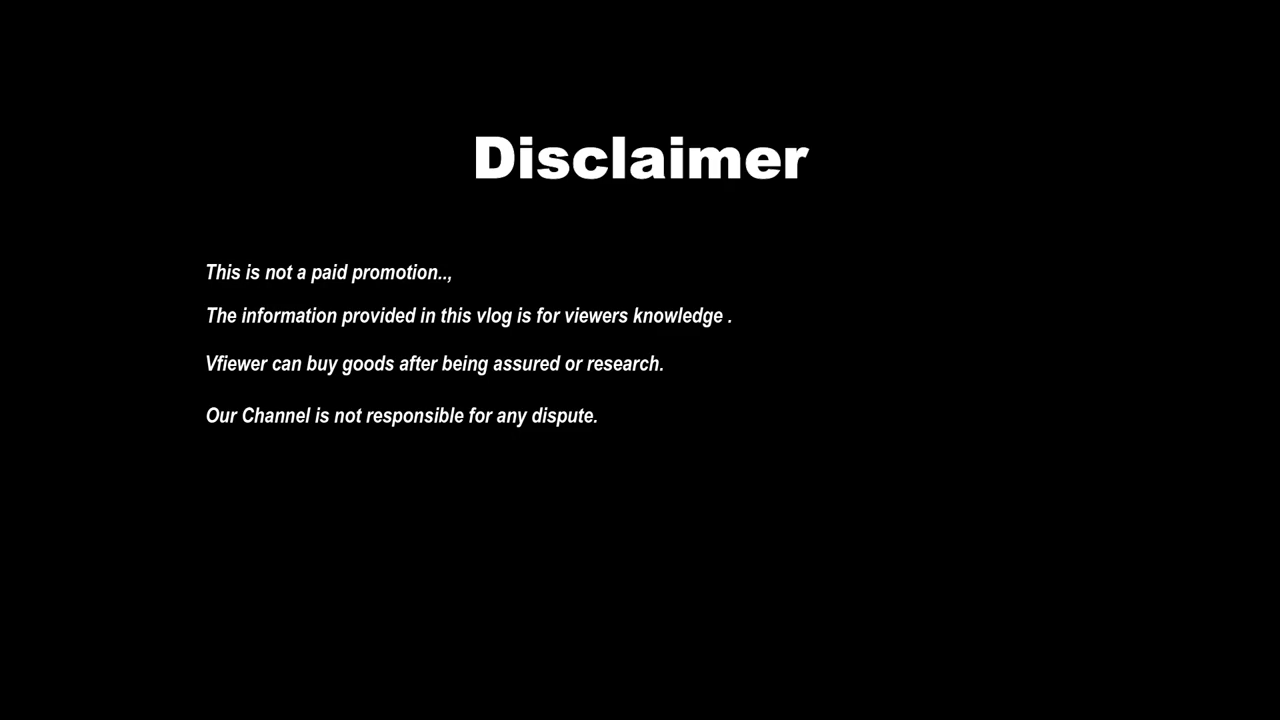 Disclaimer
This is not a paid promotion..,
The information provided in this vlog is for viewers knowledge .
Vfiewer can buy goods after being assured or research.
Our Channel is not responsible for any dispute.